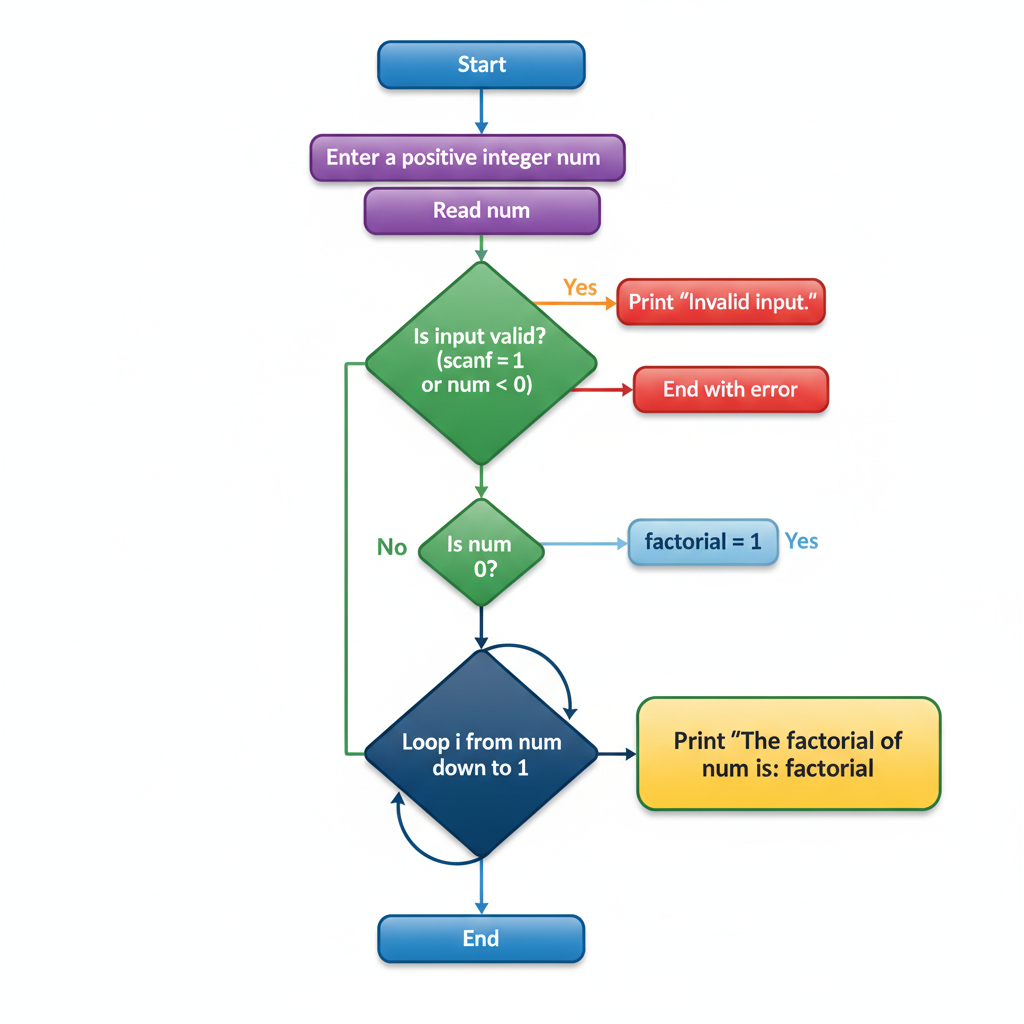 Start
Enter a positive integer num
Read num
Yes
Print “Invalid input."
Is input valid?
(scanf = 1
or num < 0)
End with error
No
Is num
0?
factorial = 1
Yes
Loop i from num
down to 1
Print “The factorial of
num is: factorial
End